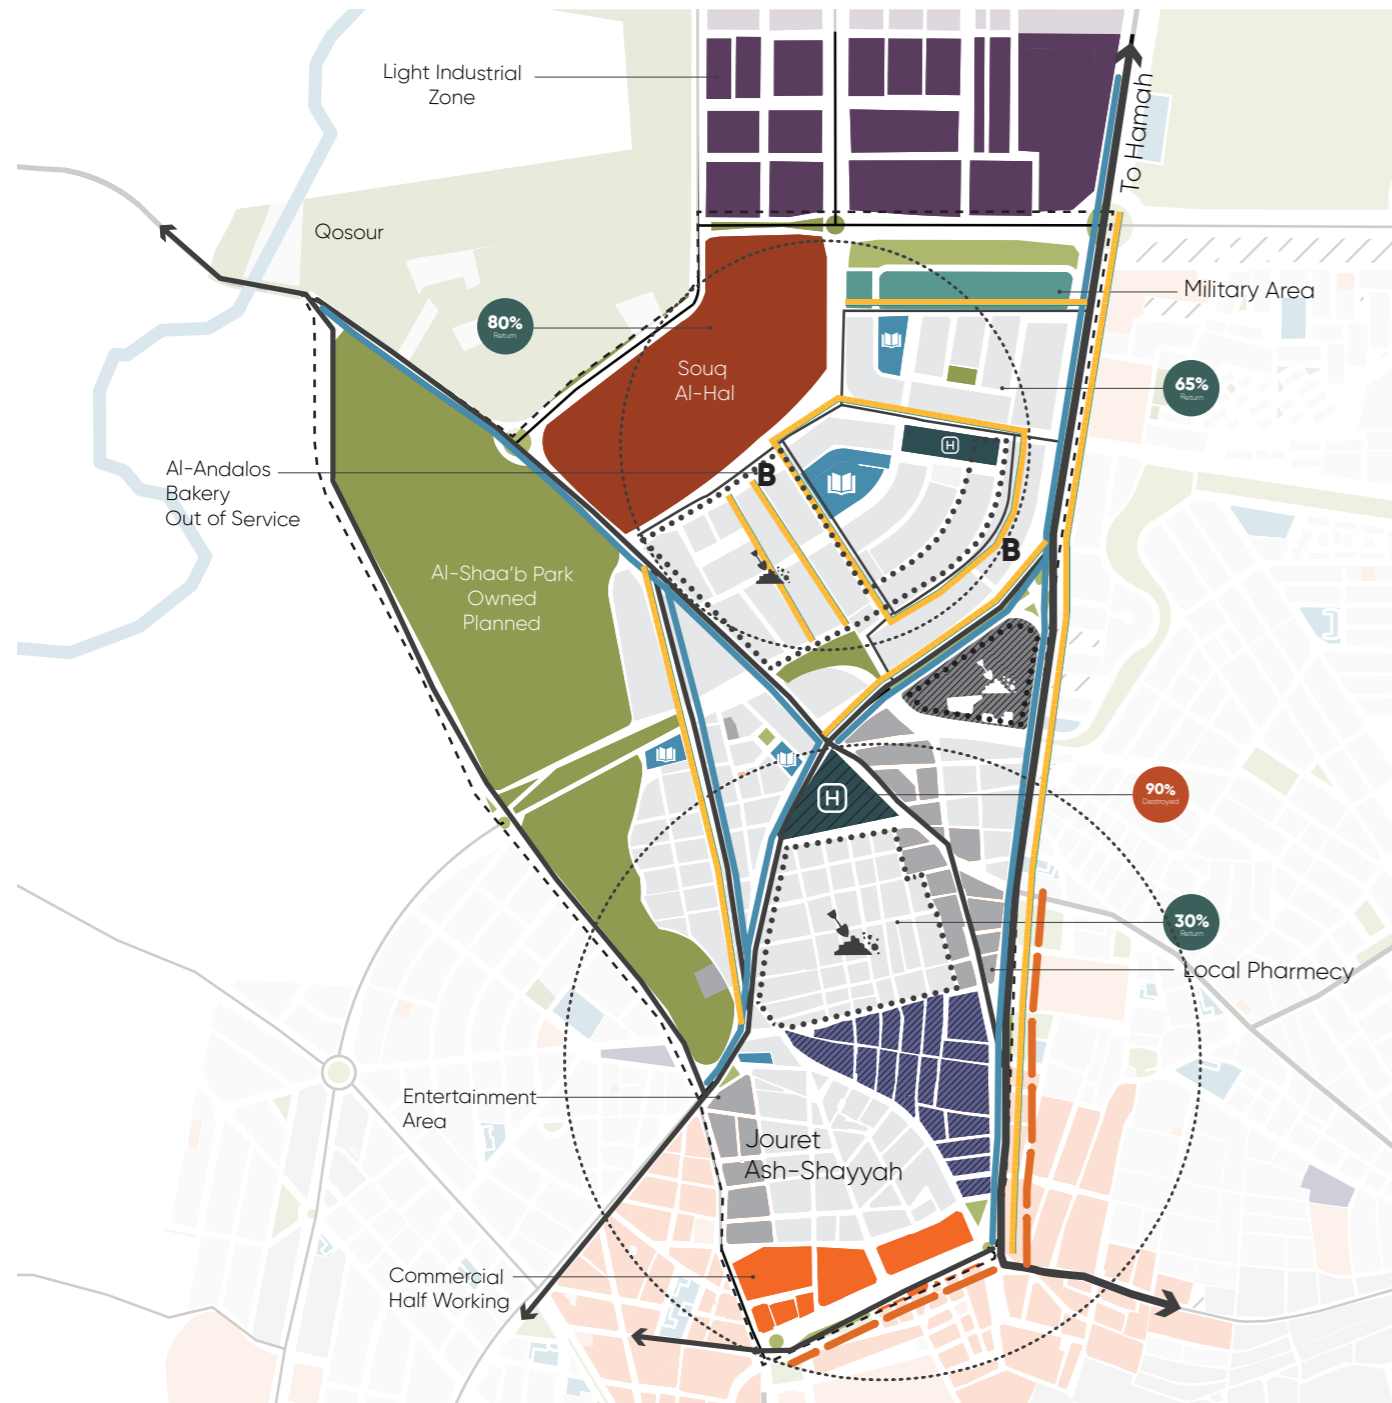 Light Industrial
Zone
To Hamah
Qosour
Military Area
80%
Return
Souq
Al-Hal
65%
Return
Al-Andalos
Bakery
Out of Service
B
H
B
Al-Shaa'b Park
Owned
Planned
H
90%
Destroyed
30%
Return
Local Pharmecy
Entertainment
Area
Jouret
Ash-Shayyah
Commercial
Half Working